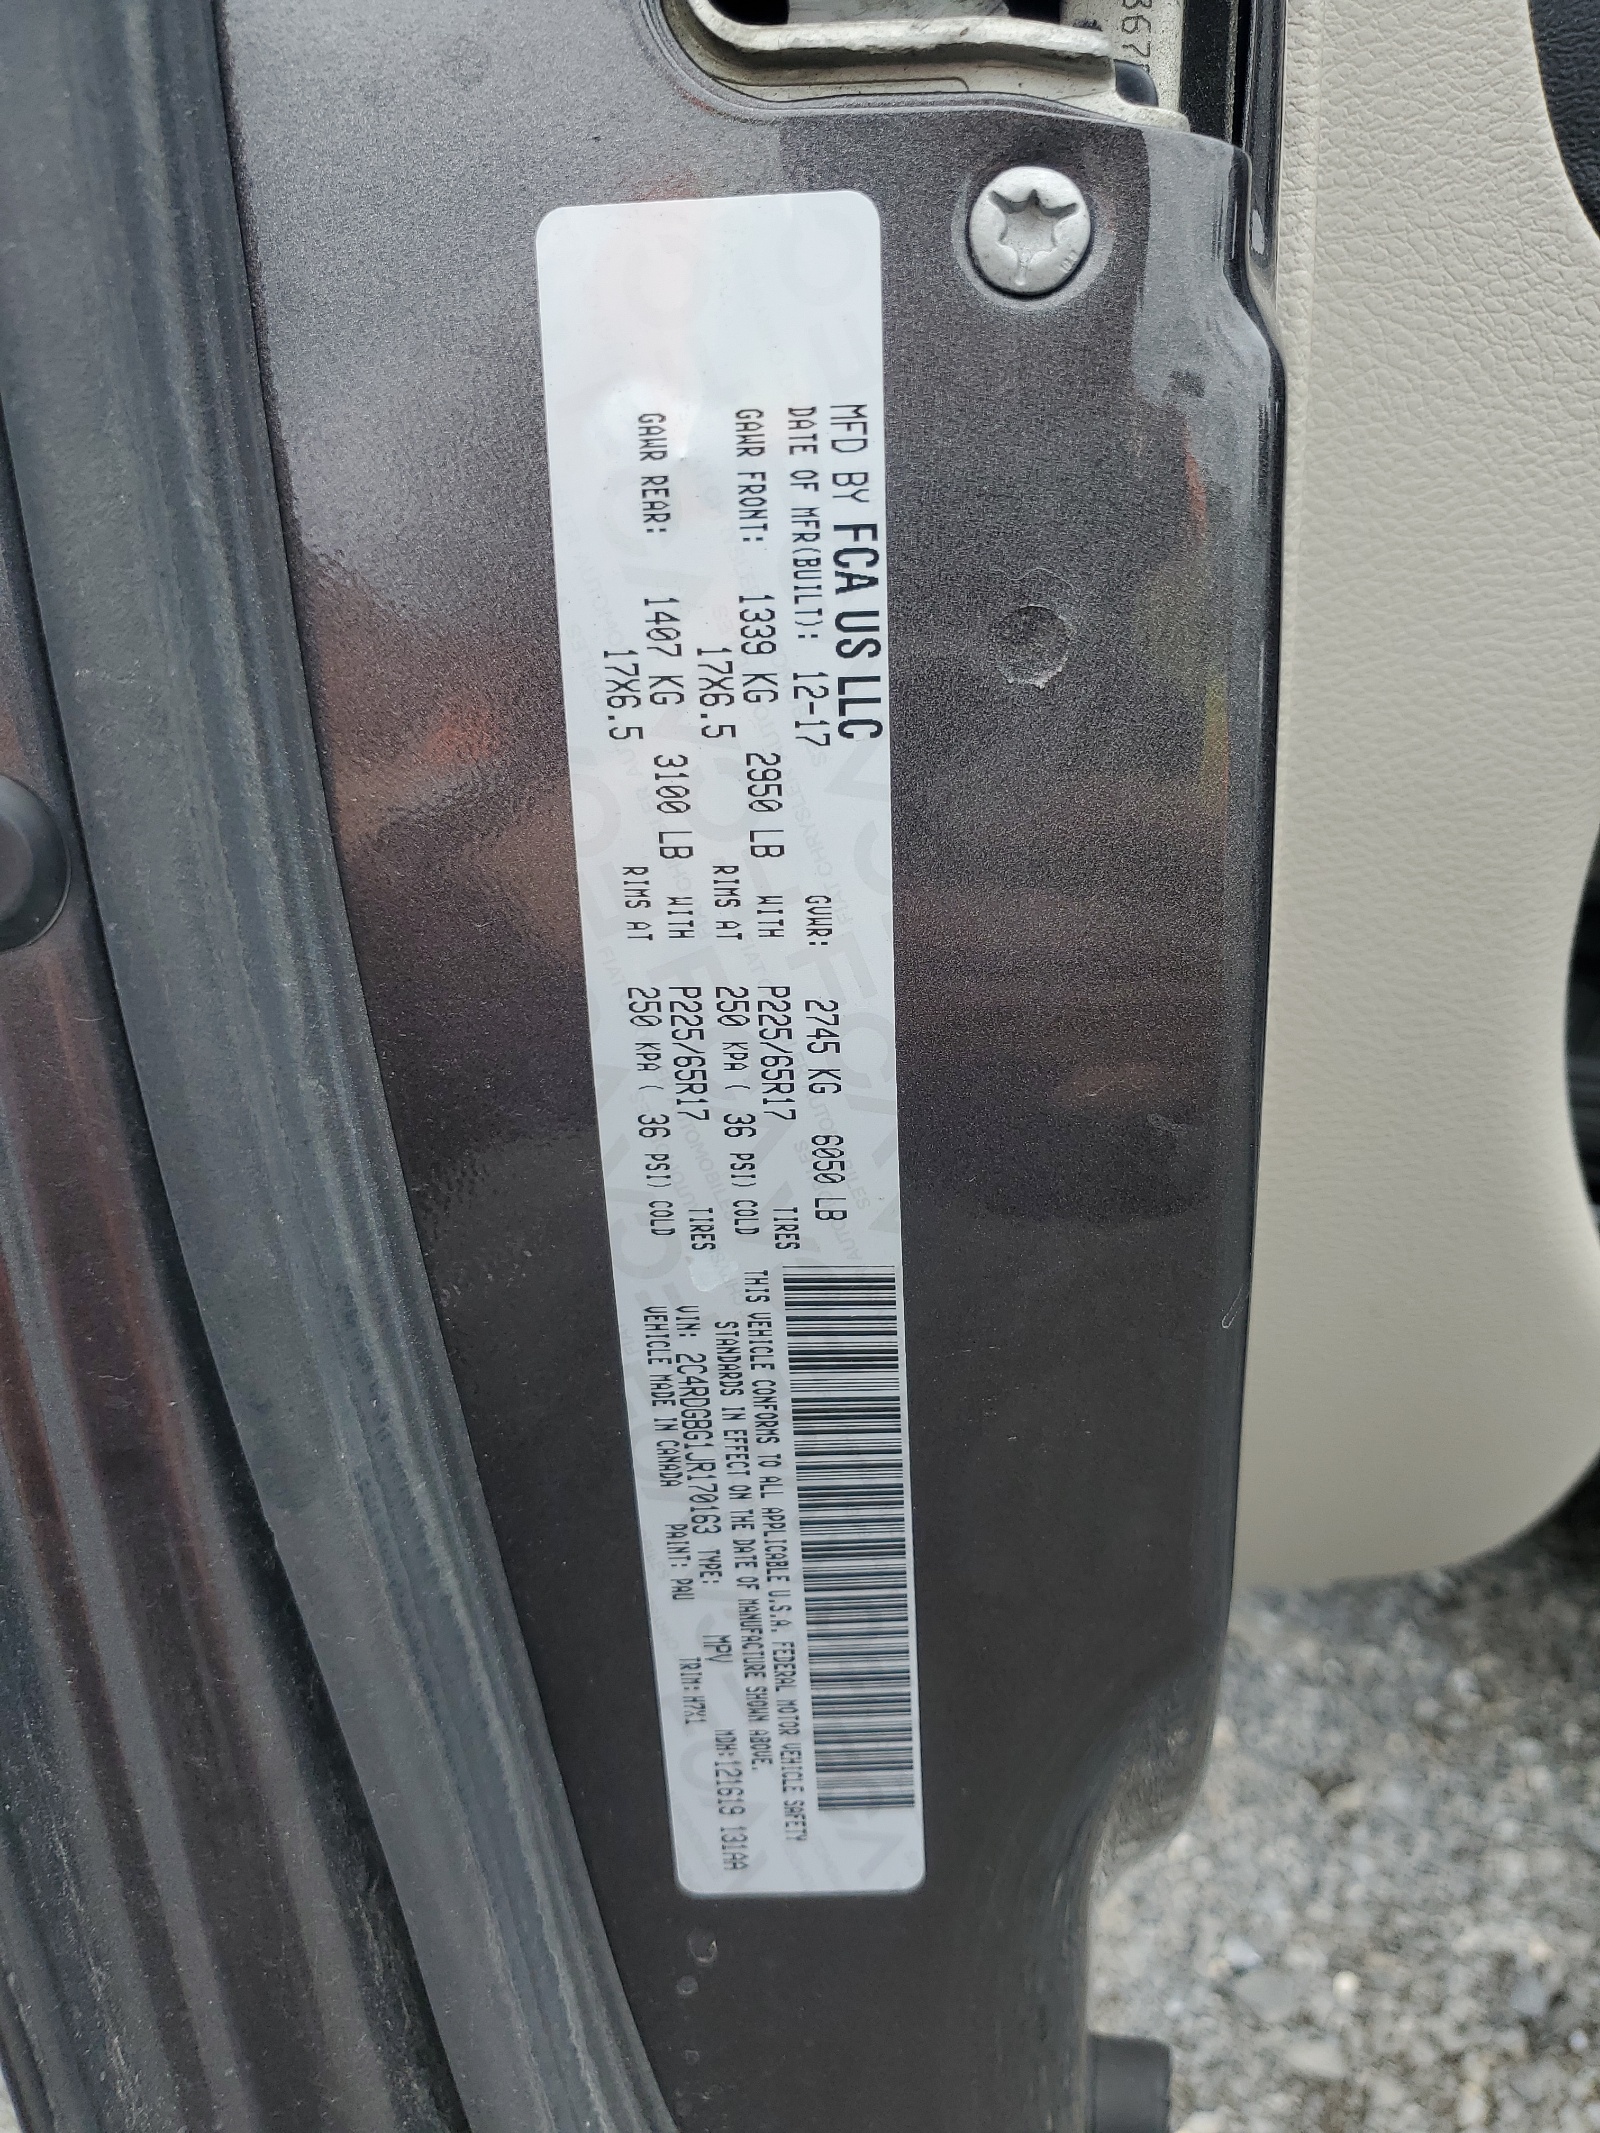 MFD BY FCA US LLC
DATE OF MFR(BUILT): 12-17 GVWR: 2745 KG 6050 LB
GAWR FRONT: 1339 KG 2950 LB WITH P225/65R17 TIRES
17X6.5 RIMS AT 250 KPA ( 36 PSI) COLD
GAWR REAR: 1407 KG 3100 LB WITH P225/65R17 TIRES
17X6.5 RIMS AT 250 KPA ( 36 PSI) COLD
THIS VEHICLE CONFORMS TO ALL APPLICABLE U.S.A. FEDERAL MOTOR VEHICLE SAFETY
STANDARDS IN EFFECT ON THE DATE OF MANUFACTURE SHOWN ABOVE.
VIN: 2C4RDGBG1JR170163 TYPE: MPV MDH:121619 131AA
VEHICLE MADE IN CANADA PAINT: PAU TRIM:H7X1